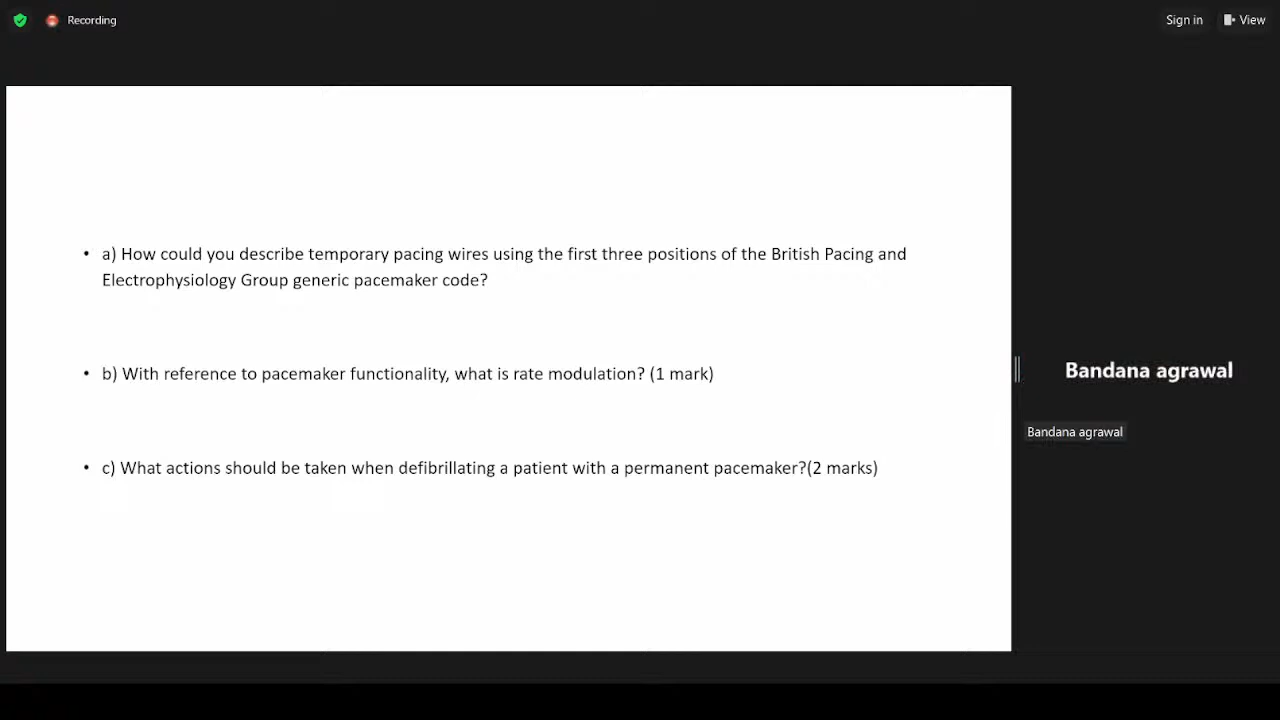 Recording
Sign in
View
• a) How could you describe temporary pacing wires using the first three positions of the British Pacing and
Electrophysiology Group generic pacemaker code?
• b) With reference to pacemaker functionality, what is rate modulation? (1 mark)
• c) What actions should be taken when defibrillating a patient with a permanent pacemaker?(2 marks)
Bandana agrawal
Bandana agrawal